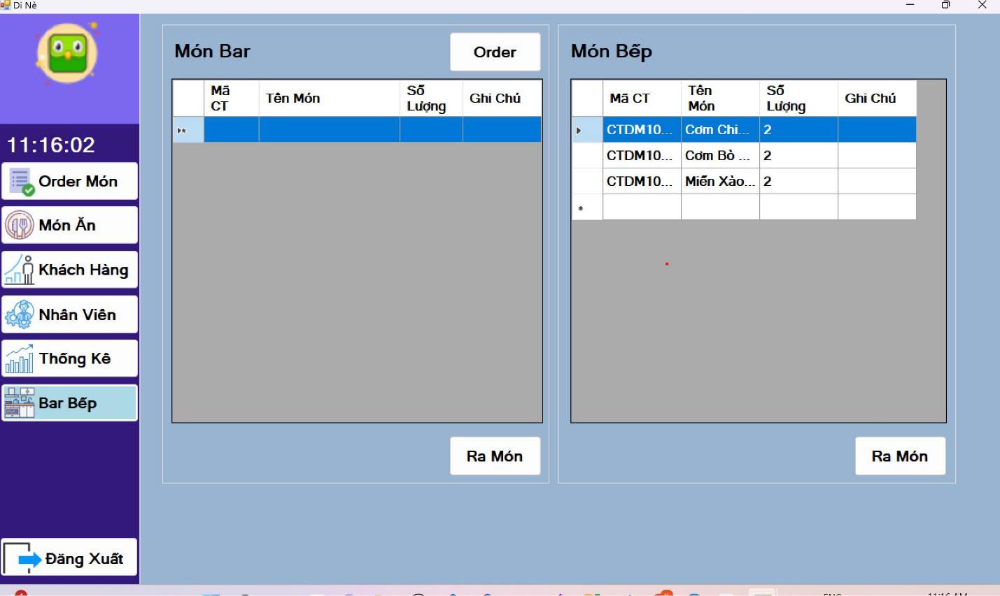 Di Nè
11:16:02
Order Món
Món Ăn
Khách Hàng
Nhân Viên
Thống Kê
Bar Bếp
Đăng Xuất
Món Bar
Order
Mã CT
Tên Món
Số Lượng
Ghi Chú
Ra Món
Món Bếp
Mã CT
Tên Món
Số Lượng
Ghi Chú
CTDM10... Cơm Chi... 2
CTDM10... Cơm Bò ... 2
CTDM10... Miến Xào... 2
Ra Món